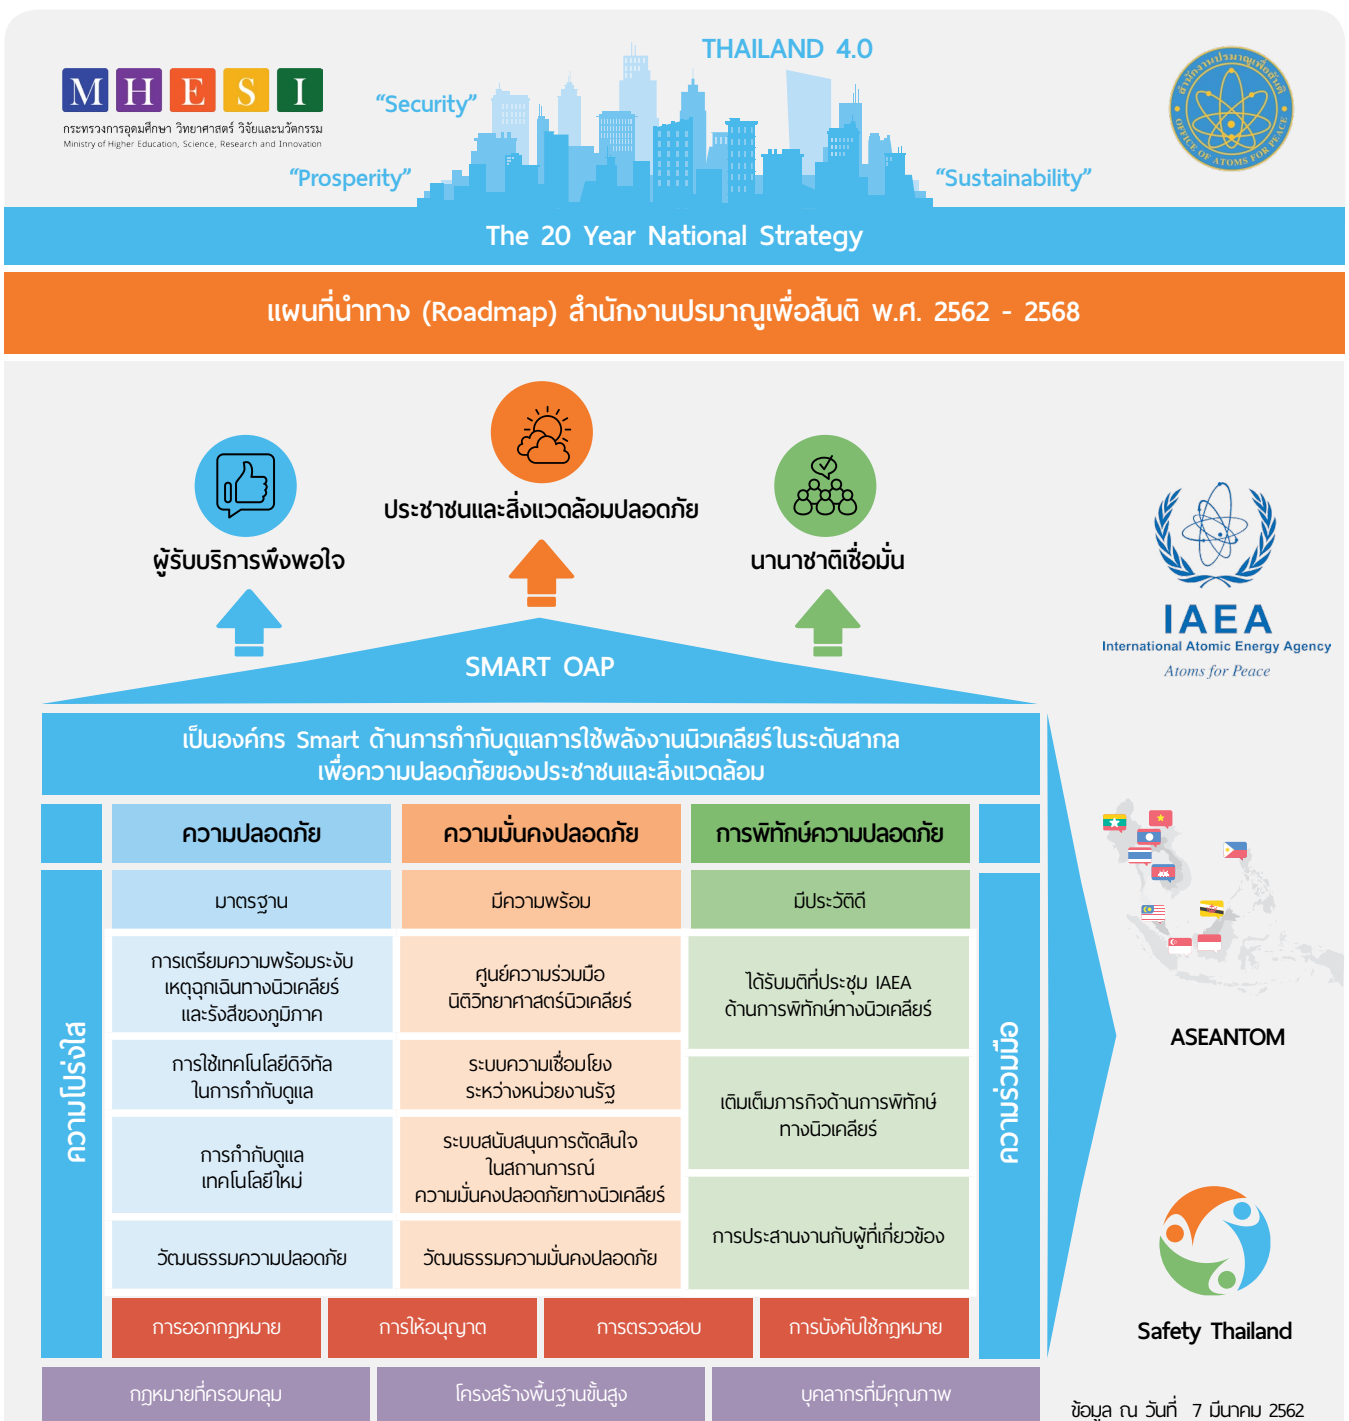 THAILAND 4.0
"Security"
"Prosperity"
"Sustainability"
M H E S I
กระทรวงการอุดมศึกษา วิทยาศาสตร์ วิจัยและนวัตกรรม
Ministry of Higher Education, Science, Research and Innovation
สำนักงานปรมาณูเพื่อสันติ
OFFICE OF ATOMS FOR PEACE
The 20 Year National Strategy
แผนที่นำทาง (Roadmap) สำนักงานปรมาณูเพื่อสันติ พ.ศ. 2562 - 2568
ผู้รับบริการพึงพอใจ
ประชาชนและสิ่งแวดล้อมปลอดภัย
นานาชาติเชื่อมั่น
SMART OAP
เป็นองค์กร Smart ด้านการกำกับดูแลการใช้พลังงานนิวเคลียร์ในระดับสากล
เพื่อความปลอดภัยของประชาชนและสิ่งแวดล้อม
ความโปร่งใส
ความปลอดภัย
มาตรฐาน
การเตรียมความพร้อมระงับ
เหตุฉุกเฉินทางนิวเคลียร์
และรังสีของภูมิภาค
การใช้เทคโนโลยีดิจิทัล
ในการกำกับดูแล
การกำกับดูแล
เทคโนโลยีใหม่
วัฒนธรรมความปลอดภัย
ความมั่นคงปลอดภัย
มีความพร้อม
ศูนย์ความร่วมมือ
นิติวิทยาศาสตร์นิวเคลียร์
ระบบความเชื่อมโยง
ระหว่างหน่วยงานรัฐ
ระบบสนับสนุนการตัดสินใจ
ในสถานการณ์
ความมั่นคงปลอดภัยทางนิวเคลียร์
วัฒนธรรมความมั่นคงปลอดภัย
การพิทักษ์ความปลอดภัย
มีประวัติดี
ได้รับมติที่ประชุม IAEA
ด้านการพิทักษ์ทางนิวเคลียร์
เติมเต็มภารกิจด้านการพิทักษ์
ทางนิวเคลียร์
การประสานงานกับผู้ที่เกี่ยวข้อง
ความร่วมมือ
การออกกฎหมาย
การให้อนุญาต
การตรวจสอบ
การบังคับใช้กฎหมาย
กฎหมายที่ครอบคลุม
โครงสร้างพื้นฐานขั้นสูง
บุคลากรที่มีคุณภาพ
IAEA
International Atomic Energy Agency
Atoms for Peace
ASEANTOM
Safety Thailand
ข้อมูล ณ วันที่ 7 มีนาคม 2562